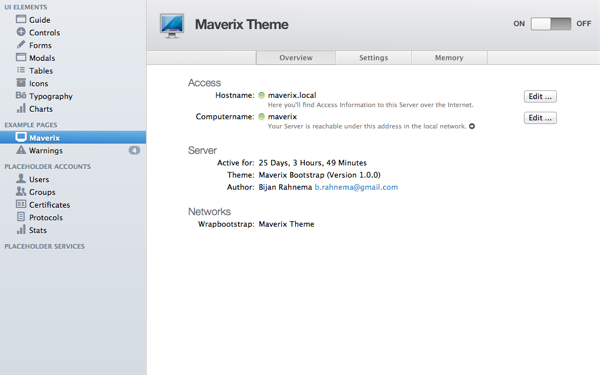 UI ELEMENTS
Guide
Controls
Forms
Modals
Tables
Icons
Typography
Charts
EXAMPLE PAGES
Maverix
Warnings 4
PLACEHOLDER ACCOUNTS
Users
Groups
Certificates
Protocols
Stats
PLACEHOLDER SERVICES
Maverix Theme
ON OFF
Overview Settings Memory
Access
Hostname: maverix.local Edit ...
Here you'll find Access Information to this Server over the Internet.
Computername: maverix Edit ...
Your Server is reachable under this address in the local network.
Server
Active for: 25 Days, 3 Hours, 49 Minutes
Theme: Maverix Bootstrap (Version 1.0.0)
Author: Bijan Rahnema b.rahnema@gmail.com
Networks
Wrapbootstrap: Maverix Theme